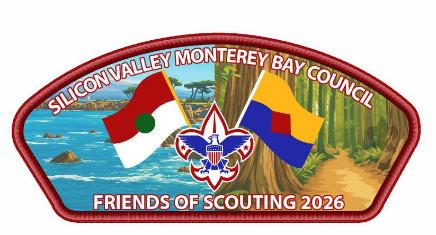 SILICON VALLEY MONTEREY BAY COUNCIL
FRIENDS OF SCOUTING 2026